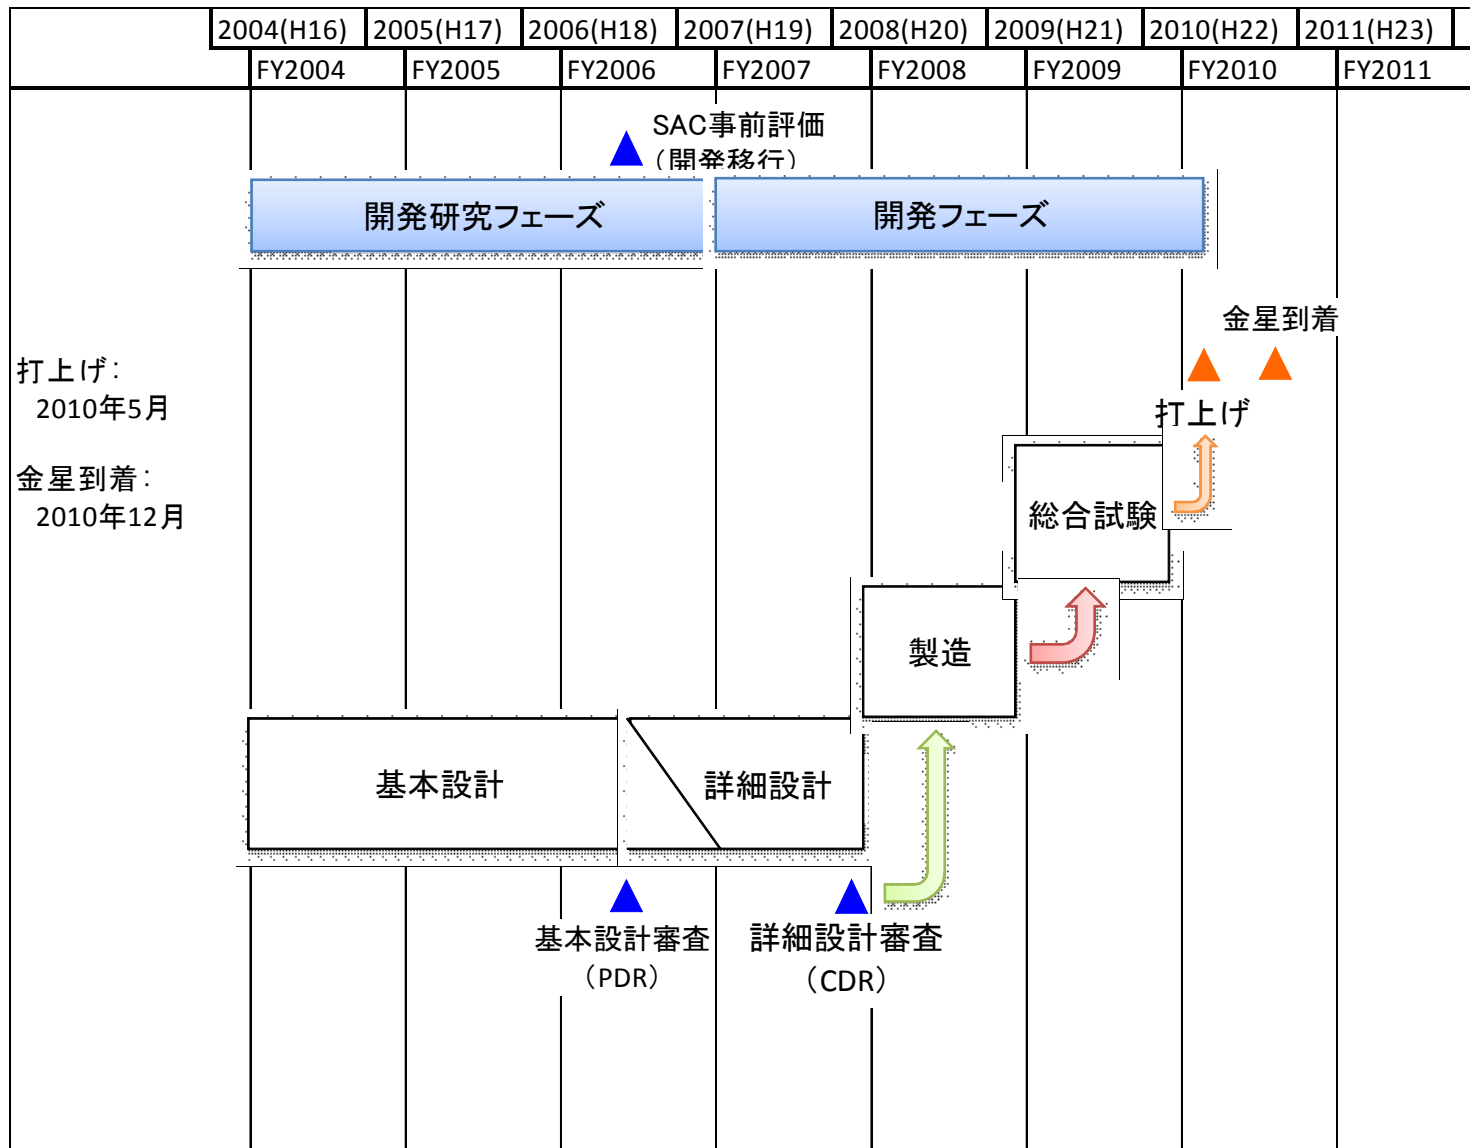 2004(H16) 2005(H17) 2006(H18) 2007(H19) 2008(H20) 2009(H21) 2010(H22) 2011(H23)
FY2004 FY2005 FY2006 FY2007 FY2008 FY2009 FY2010 FY2011
SAC事前評価
（開発移行）
開発研究フェーズ 開発フェーズ
金星到着
打上げ：
2010年5月
打上げ
金星到着：
2010年12月
総合試験
製造
基本設計 詳細設計
基本設計審査
（PDR）
詳細設計審査
（CDR）